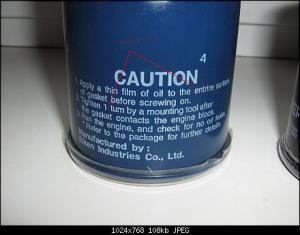 4
CAUTION
1. Apply a thin film of oil to the entrire surface
of gasket before screwing on.
2. Tighten 1 turn by a mounting tool after
the gasket contacts the engine block.
3. Run the engine, and check for no oil leaks
Refer to the package for further details.
Manufactured by :
Industries Co., Ltd.
1024x768 108kb JPEG